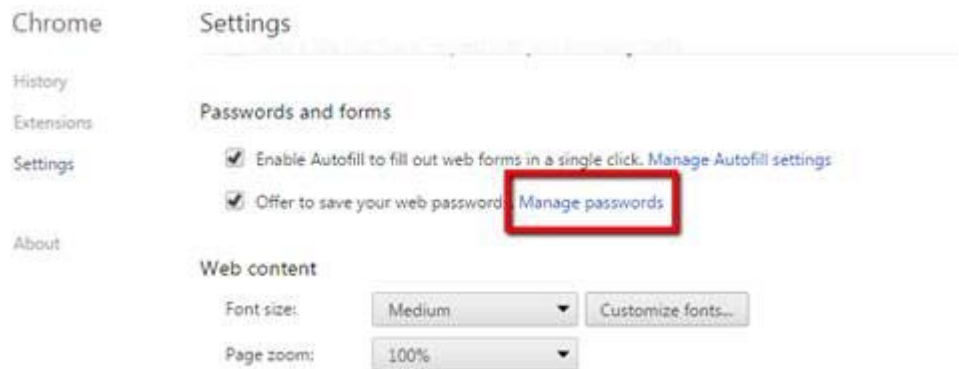 Chrome
Settings
History
Extensions
Settings
About
Passwords and forms
Enable Autofill to fill out web forms in a single click. Manage Autofill settings
Offer to save your web password Manage passwords
Web content
Font size: Medium Customize fonts...
Page zoom: 100%